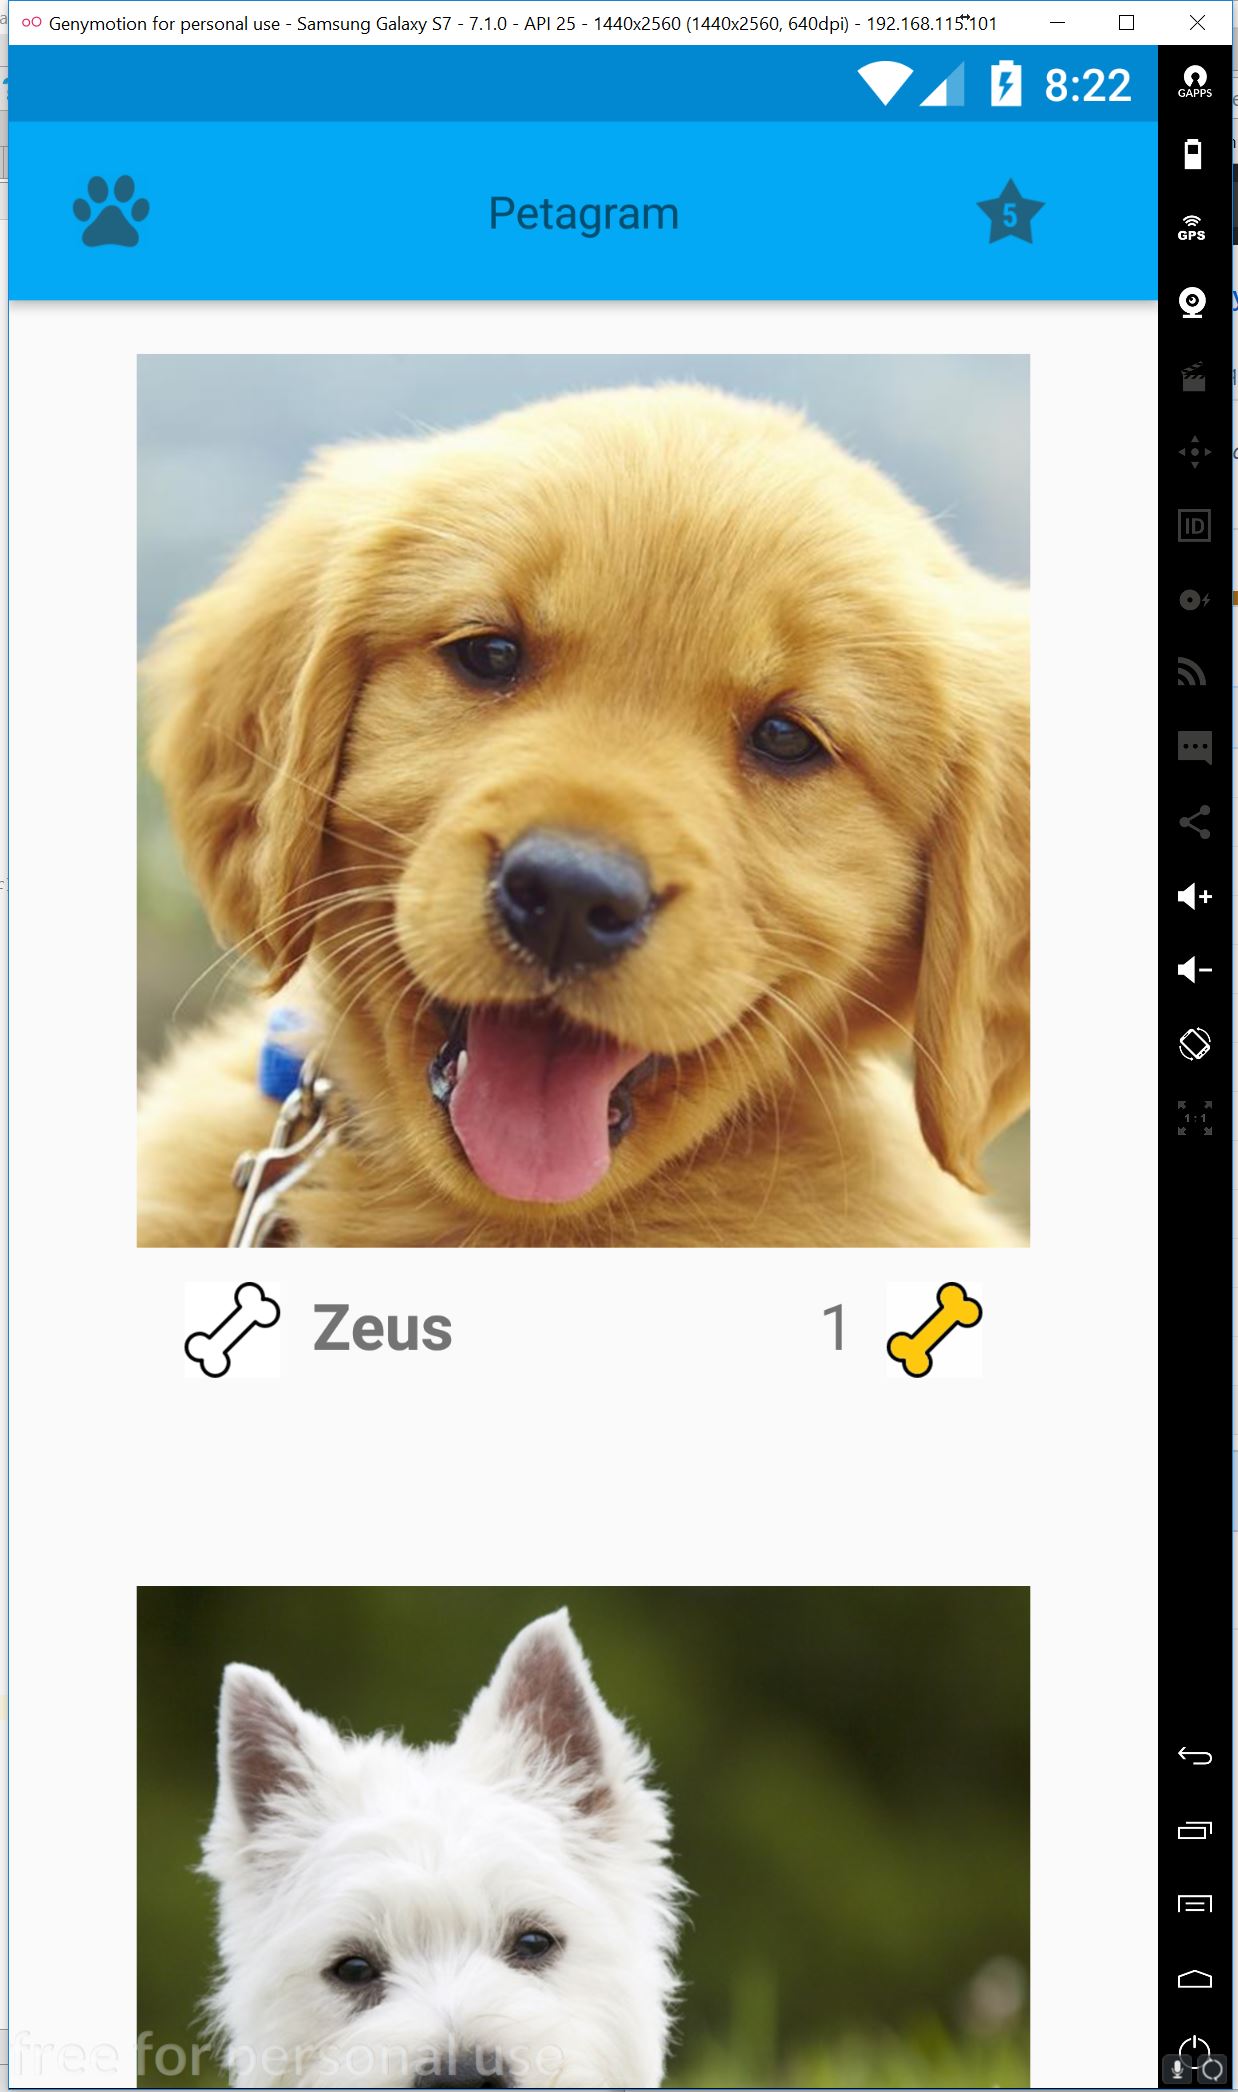 Genymotion for personal use - Samsung Galaxy S7 - 7.1.0 - API 25 - 1440x2560 (1440x2560, 640dpi) - 192.168.115.101
8:22
GAPPS
Petagram
5
GPS
ID
1:1
Zeus
1
free for personal use